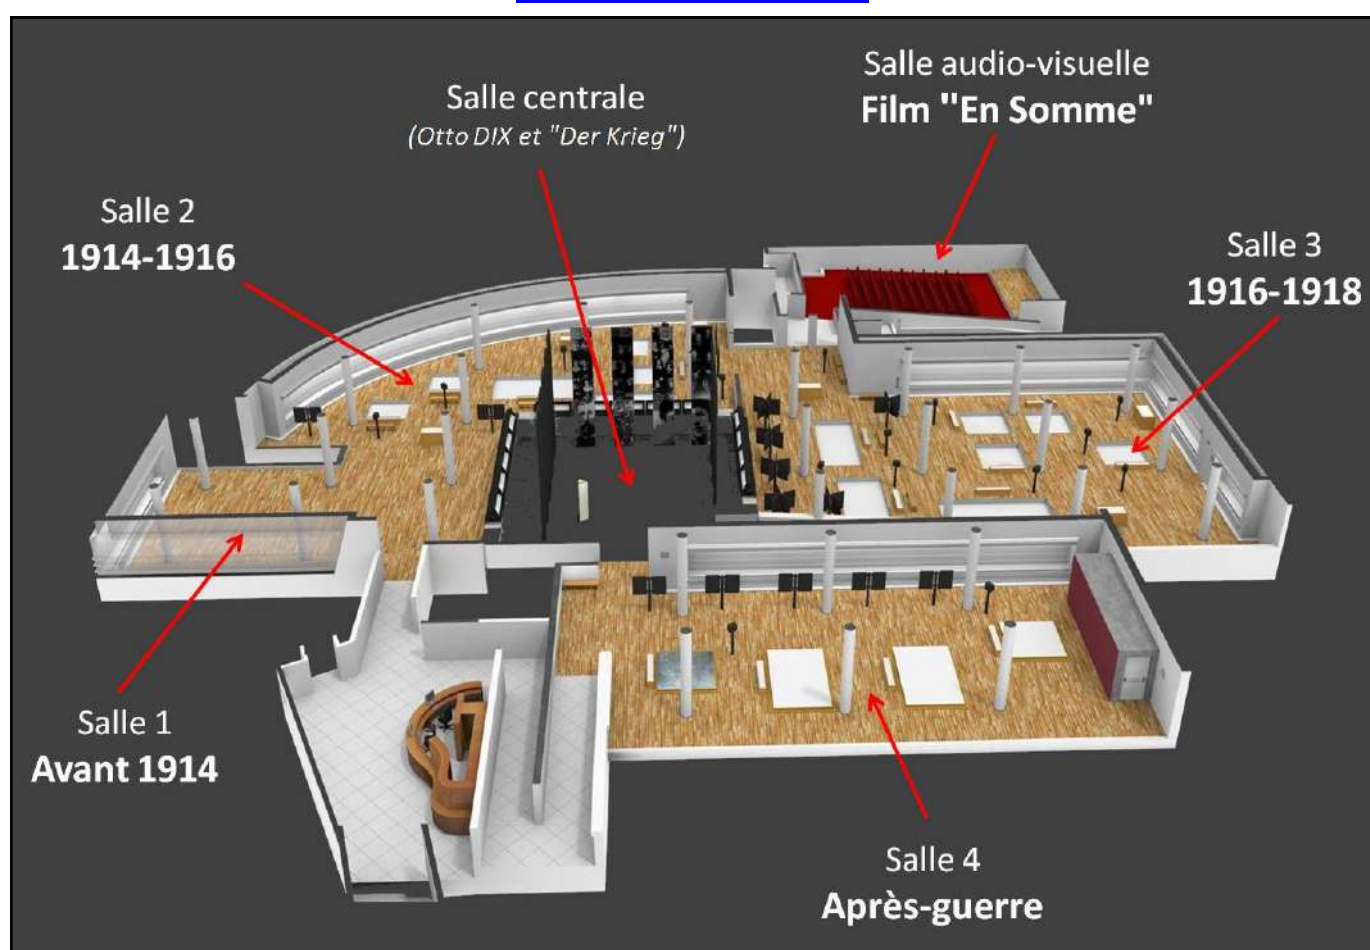 Salle centrale
(Otto DIX et "Der Krieg")
Salle audio-visuelle
Film "En Somme"
Salle 2
1914-1916
Salle 3
1916-1918
Salle 1
Avant 1914
Salle 4
Après-guerre